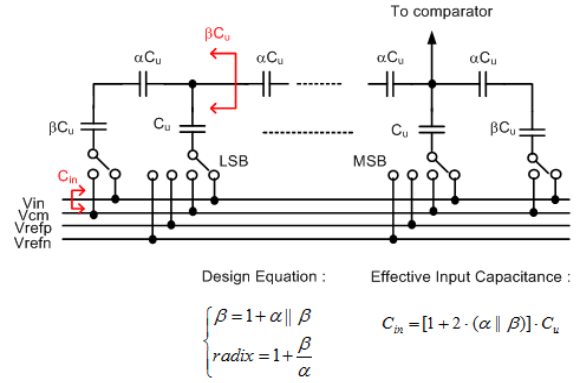 To comparator
βCu
αCu αCu αCu αCu
βCu Cu Cu βCu
LSB MSB
Cin
Vin
Vcm
Vrefp
Vrefn
Design Equation : Effective Input Capacitance :
β = 1 + α || β
radix = 1 + β/α
Cin = [1 + 2 · (α || β)] · Cu